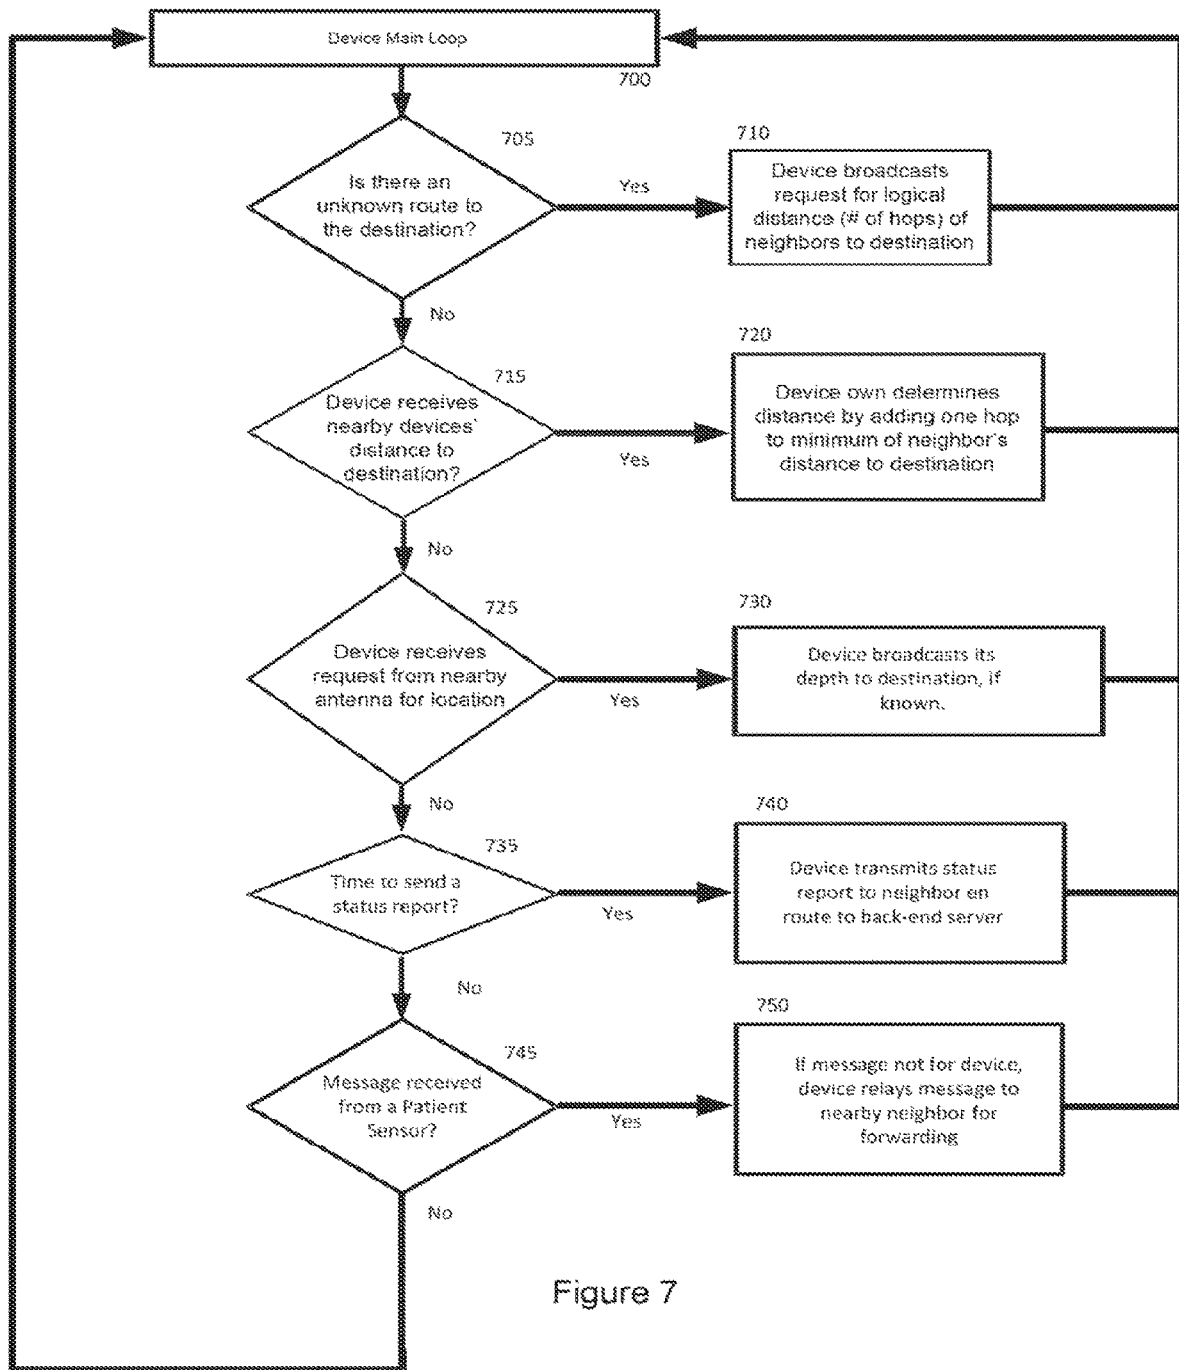 Device Main Loop
700
705
Is there an
unknown route to
the destination?
Yes
710
Device broadcasts
request for logical
distance (# of hops) of
neighbors to destination
No
715
Device receives
nearby devices'
distance to
destination?
Yes
720
Device own determines
distance by adding one hop
to minimum of neighbor's
distance to destination
No
725
Device receives
request from nearby
antenna for location
Yes
730
Device broadcasts its
depth to destination, if
known.
No
735
Time to send a
status report?
Yes
740
Device transmits status
report to neighbor en
route to back-end server
No
745
Message received
from a Patient
Sensor?
Yes
750
If message not for device,
device relays message to
nearby neighbor for
forwarding
No
Figure 7